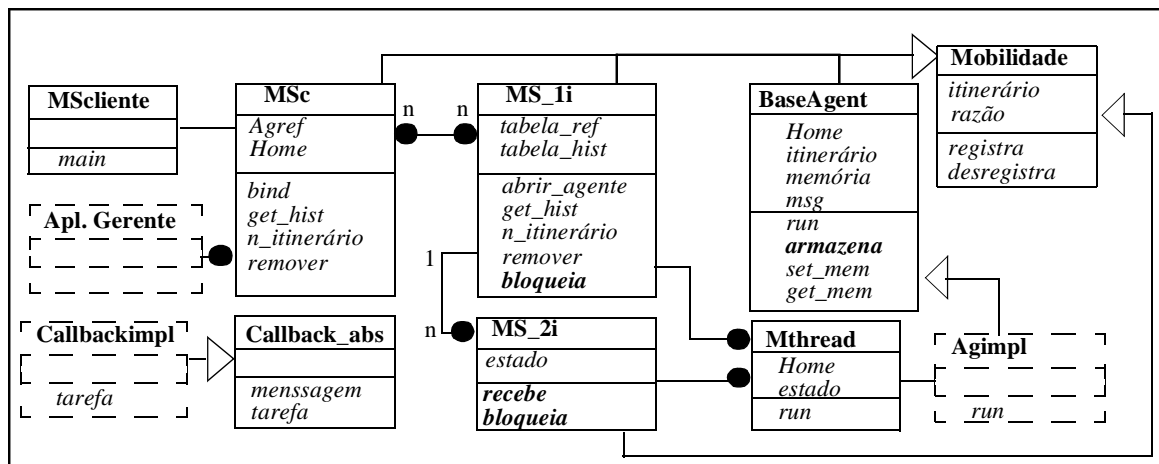 MScliente
main
MSc
Agref
Home
bind
get_hist
n_itinerário
remover
n
n
MS_1i
tabela_ref
tabela_hist
abrir_agente
get_hist
n_itinerário
remover
bloqueia
BaseAgent
Home
itinerário
memória
msg
run
armazena
set_mem
get_mem
Mobilidade
itinerário
razão
registra
desregistra
Apl. Gerente
1
n
Callbackimpl
tarefa
Callback_abs
menssagem
tarefa
MS_2i
estado
recebe
bloqueia
Mthread
Home
estado
run
Agimpl
run